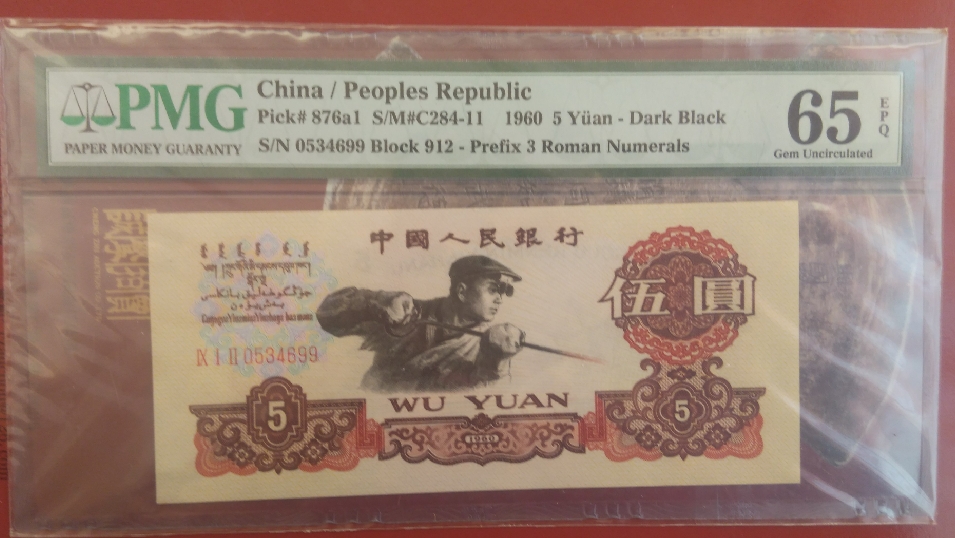 PMG
PAPER MONEY GUARANTY
China / Peoples Republic
Pick# 876a1 S/M#C284-11 1960 5 Yüan - Dark Black
S/N 0534699 Block 912 - Prefix 3 Roman Numerals
65
EPQ
Gem Uncirculated
中國人民銀行
伍圓
IX I II 0534699
5
WU YUAN
1960
5